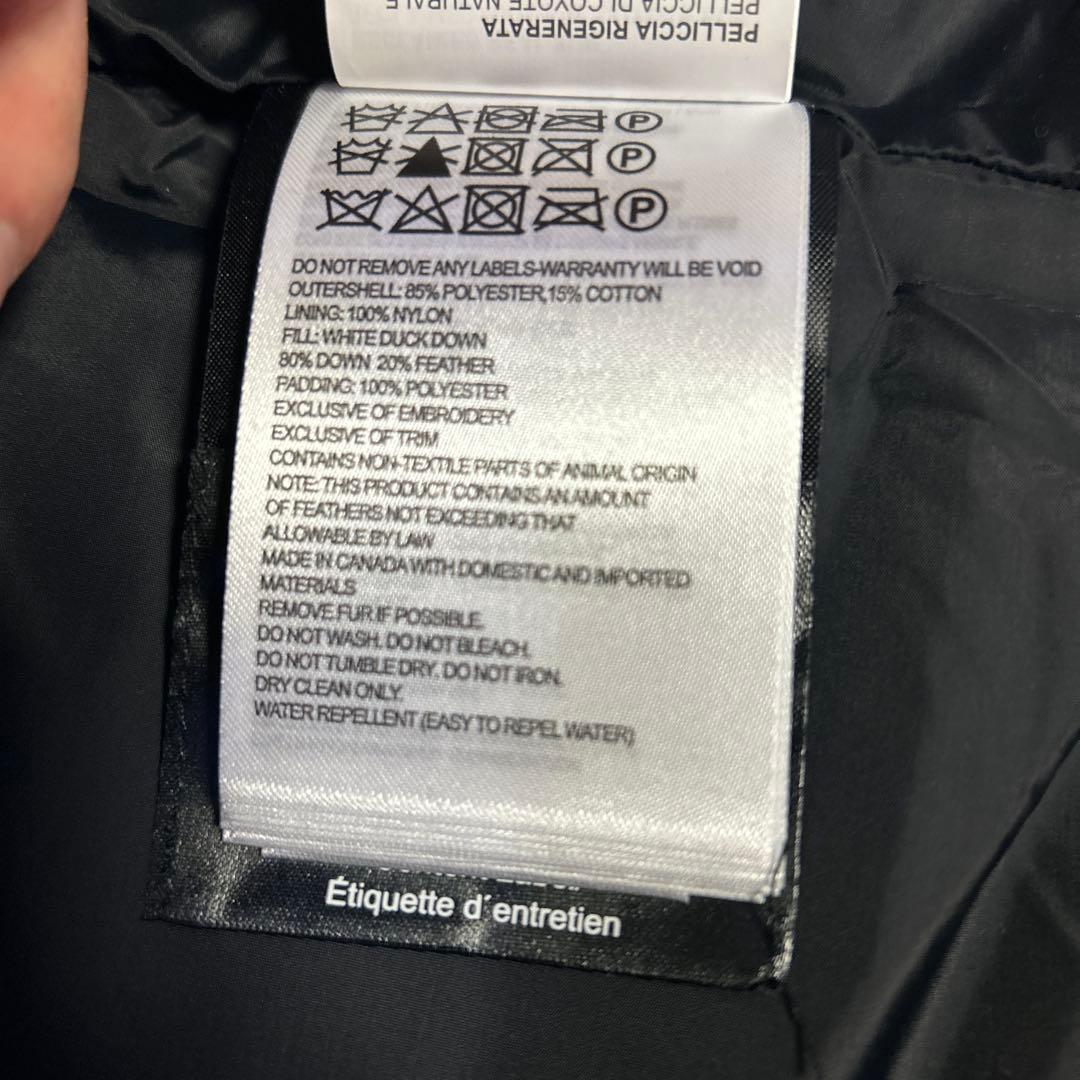 PELLICCIA DI COYOTE NATURALE
PELLICCIA RIGENERATA
P
P
P
DO NOT REMOVE ANY LABELS-WARRANTY WILL BE VOID
OUTERSHELL: 85% POLYESTER,15% COTTON
LINING: 100% NYLON
FILL: WHITE DUCK DOWN
80% DOWN 20% FEATHER
PADDING: 100% POLYESTER
EXCLUSIVE OF EMBROIDERY
EXCLUSIVE OF TRIM
CONTAINS NON-TEXTILE PARTS OF ANIMAL ORIGIN
NOTE: THIS PRODUCT CONTAINS AN AMOUNT
OF FEATHERS NOT EXCEEDING THAT
ALLOWABLE BY LAW
MADE IN CANADA WITH DOMESTIC AND IMPORTED
MATERIALS
REMOVE FUR IF POSSIBLE.
DO NOT WASH. DO NOT BLEACH.
DO NOT TUMBLE DRY. DO NOT IRON.
DRY CLEAN ONLY.
WATER REPELLENT (EASY TO REPEL WATER)
Étiquette d´entretien